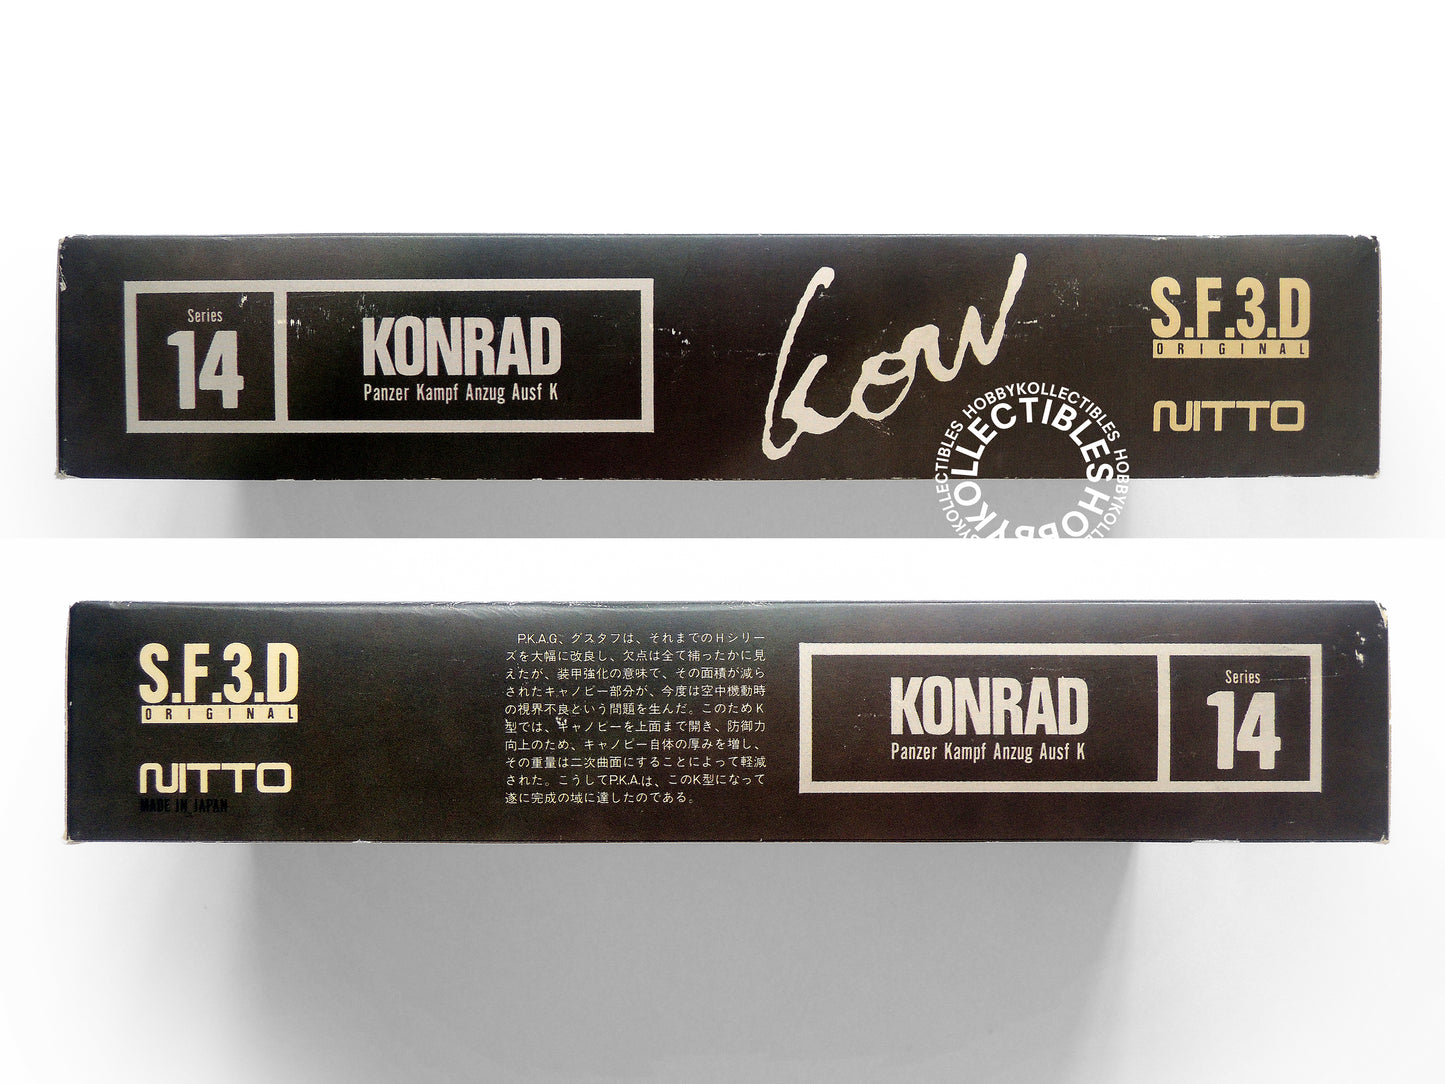 Series
14
KONRAD
Panzer Kampf Anzug Ausf K
Kow
S.F.3.D
ORIGINAL
NITTO
HOBBYKOLLECTIBLES HOBBYKOLLECTIBLES HOBBYKOLLE
HOBBYKOLLECTIBLES
S.F.3.D
ORIGINAL
NITTO
MADE IN JAPAN
P.K.A.G、グスタフは、それまでのHシリー
ズを大幅に改良し、欠点は全て補ったかに見
えたが、装甲強化の意味で、その面積が減ら
されたキャノピー部分が、今度は空中機動時
の視界不良という問題を生んだ。このためK
型では、キャノピーを上面まで開き、防御力
向上のため、キャノピー自体の厚みを増し、
その重量は二次曲面にすることによって軽減
された。こうしてP.K.A.は、このK型になって
遂に完成の域に達したのである。
KONRAD
Panzer Kampf Anzug Ausf K
Series
14